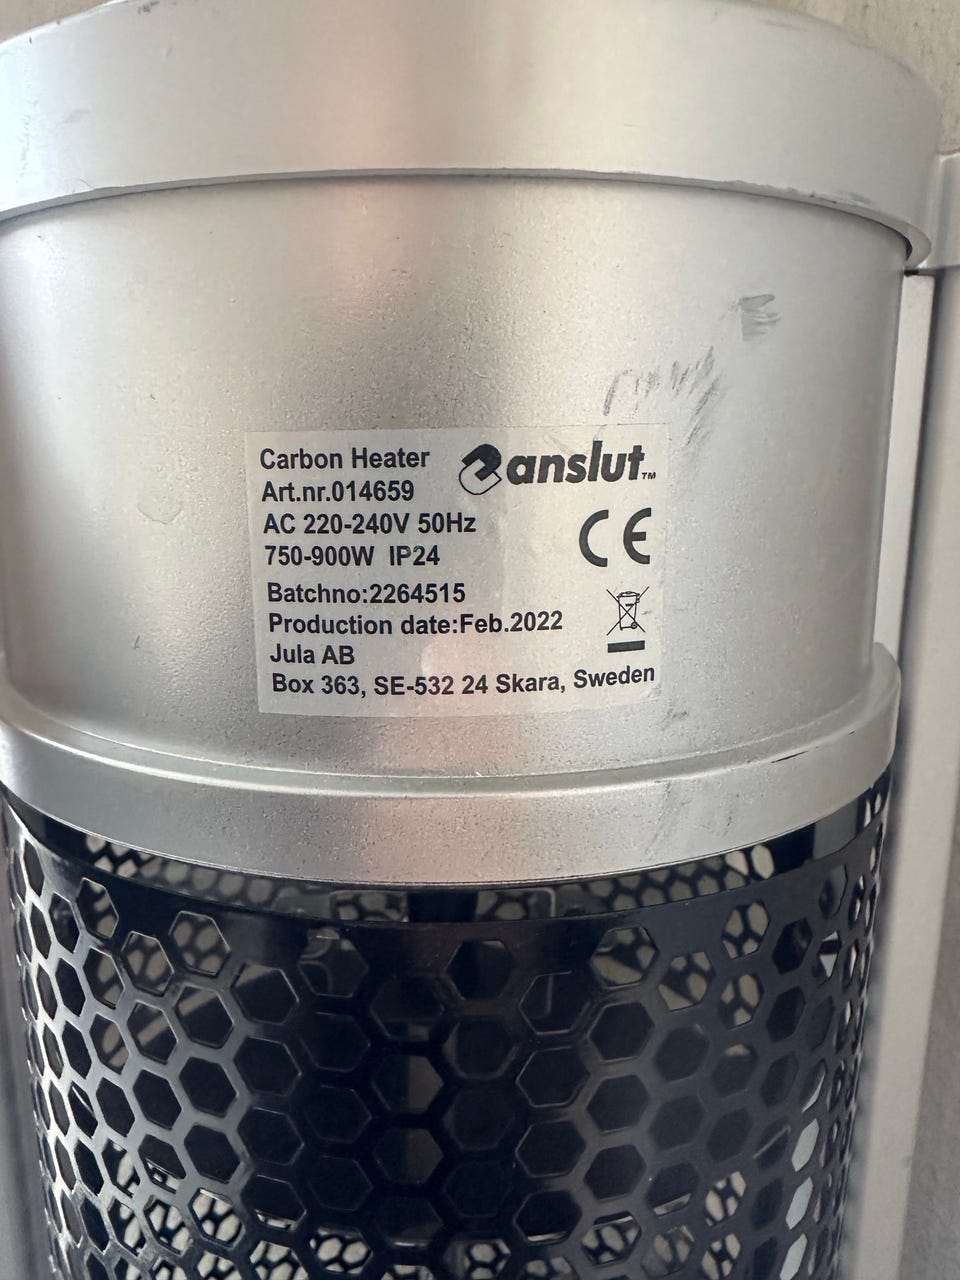 Carbon Heater
anslut™
Art.nr.014659
AC 220-240V 50Hz
750-900W IP24
CE
Batchno:2264515
Production date:Feb.2022
Jula AB
Box 363, SE-532 24 Skara, Sweden